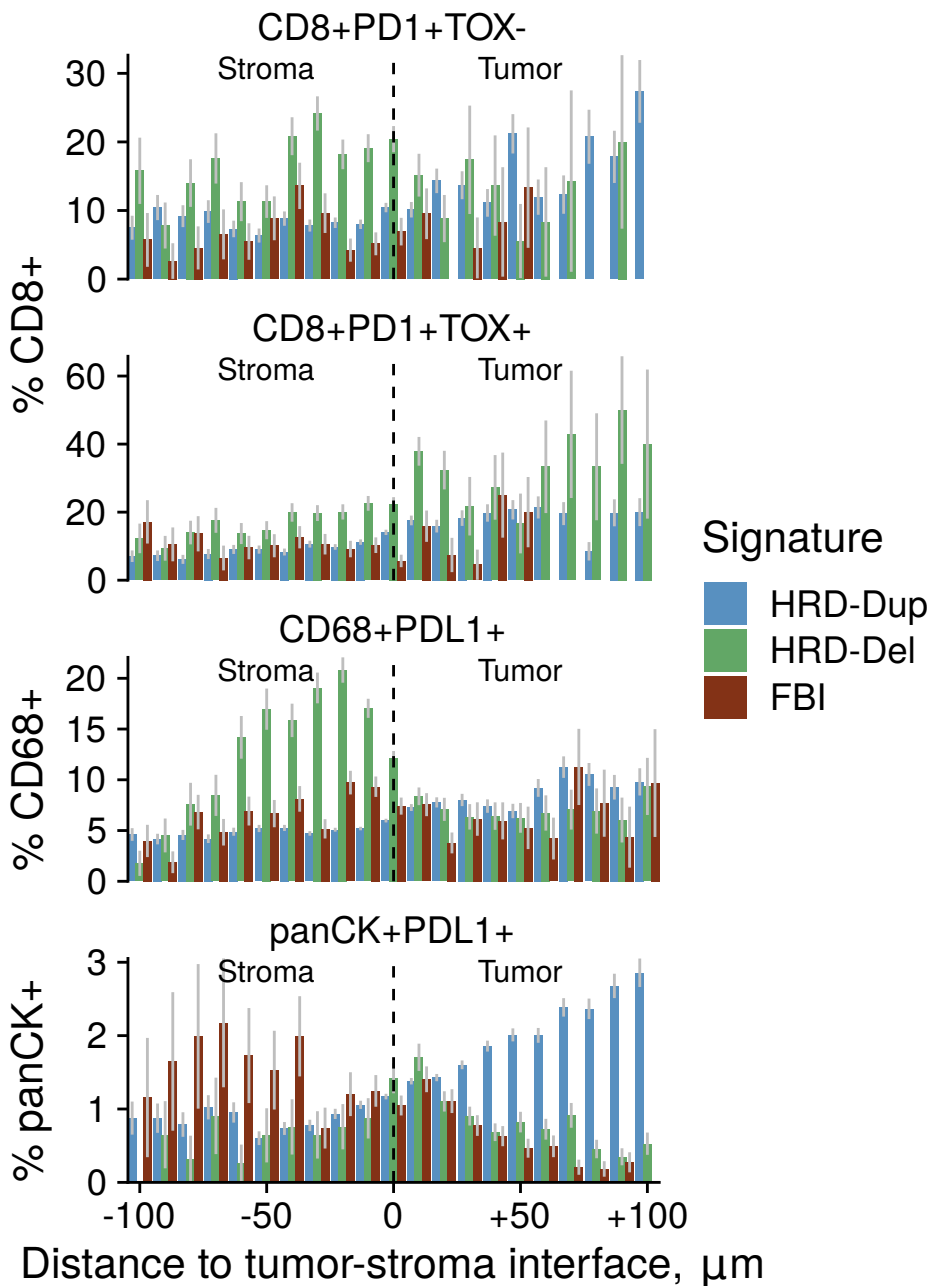 CD8+PD1+TOX-
Stroma
Tumor
30
20
10
0
% CD8+
CD8+PD1+TOX+
Stroma
Tumor
60
40
20
0
CD68+PDL1+
Stroma
Tumor
20
15
10
5
0
% CD68+
panCK+PDL1+
Stroma
Tumor
3
2
1
0
% panCK+
-100
-50
0
+50
+100
Distance to tumor-stroma interface, μm
Signature
HRD-Dup
HRD-Del
FBI